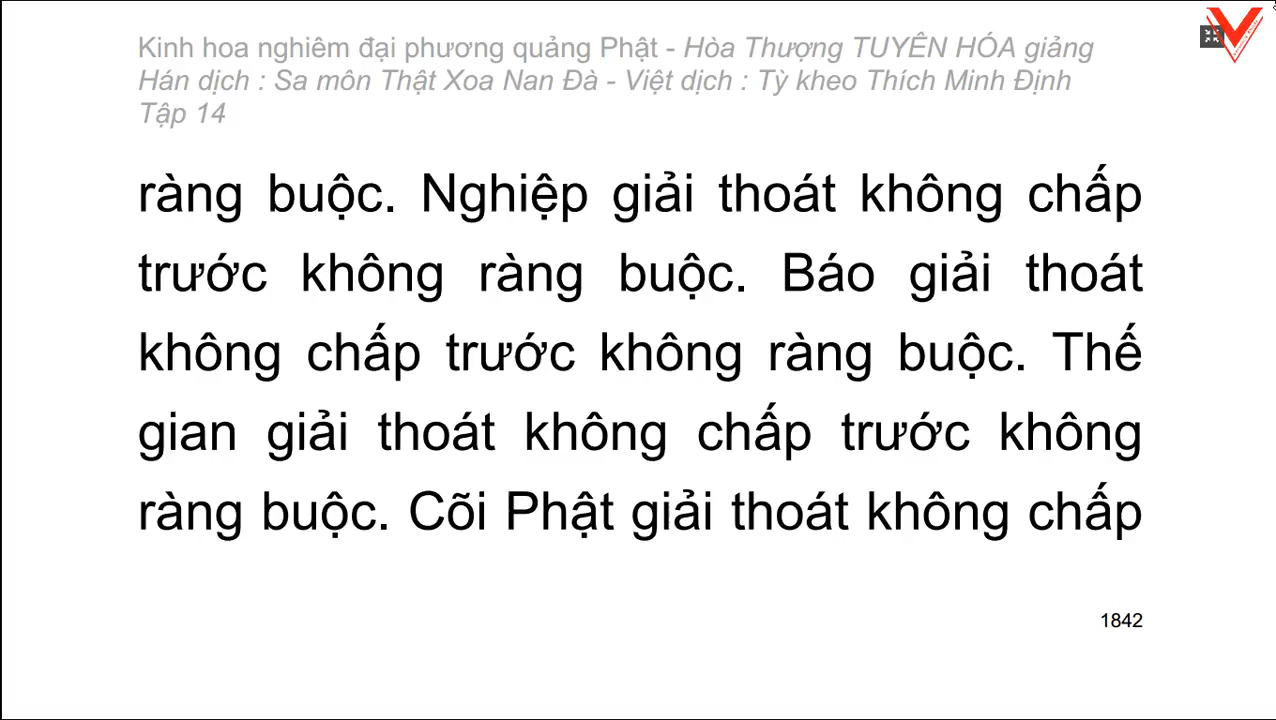 Kinh hoa nghiêm đại phương quảng Phật - Hòa Thượng TUYÊN HÓA giảng
Hán dịch : Sa môn Thật Xoa Nan Đà - Việt dịch : Tỳ kheo Thích Minh Định
Tập 14
ràng buộc. Nghiệp giải thoát không chấp
trước không ràng buộc. Báo giải thoát
không chấp trước không ràng buộc. Thế
gian giải thoát không chấp trước không
ràng buộc. Cõi Phật giải thoát không chấp
1842